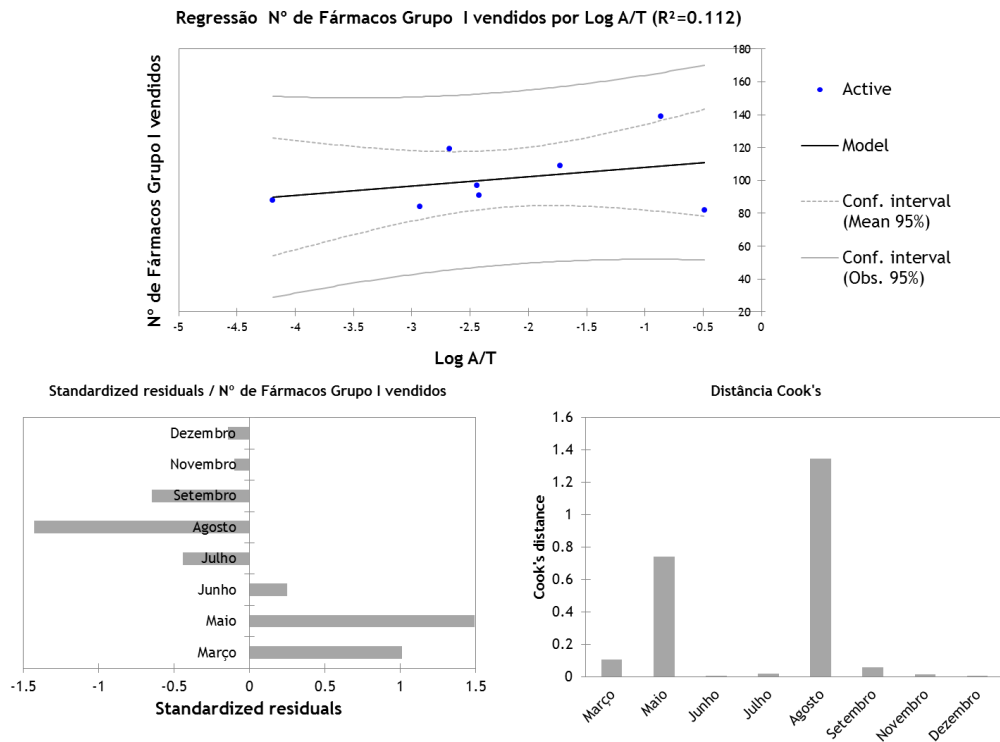 Regressão Nº de Fármacos Grupo I vendidos por Log A/T (R²=0.112)
Nº de Fármacos Grupo I vendidos
180
160
140
120
100
80
60
40
20
-5 -4.5 -4 -3.5 -3 -2.5 -2 -1.5 -1 -0.5 0
Log A/T
Active
Model
Conf. interval
(Mean 95%)
Conf. interval
(Obs. 95%)
Standardized residuals / Nº de Fármacos Grupo I vendidos
Dezembro
Novembro
Setembro
Agosto
Julho
Junho
Maio
Março
-1.5 -1 -0.5 0 0.5 1 1.5
Standardized residuals
Distância Cook's
Cook's distance
1.6
1.4
1.2
1
0.8
0.6
0.4
0.2
0
Março Maio Junho Julho Agosto Setembro Novembro Dezembro